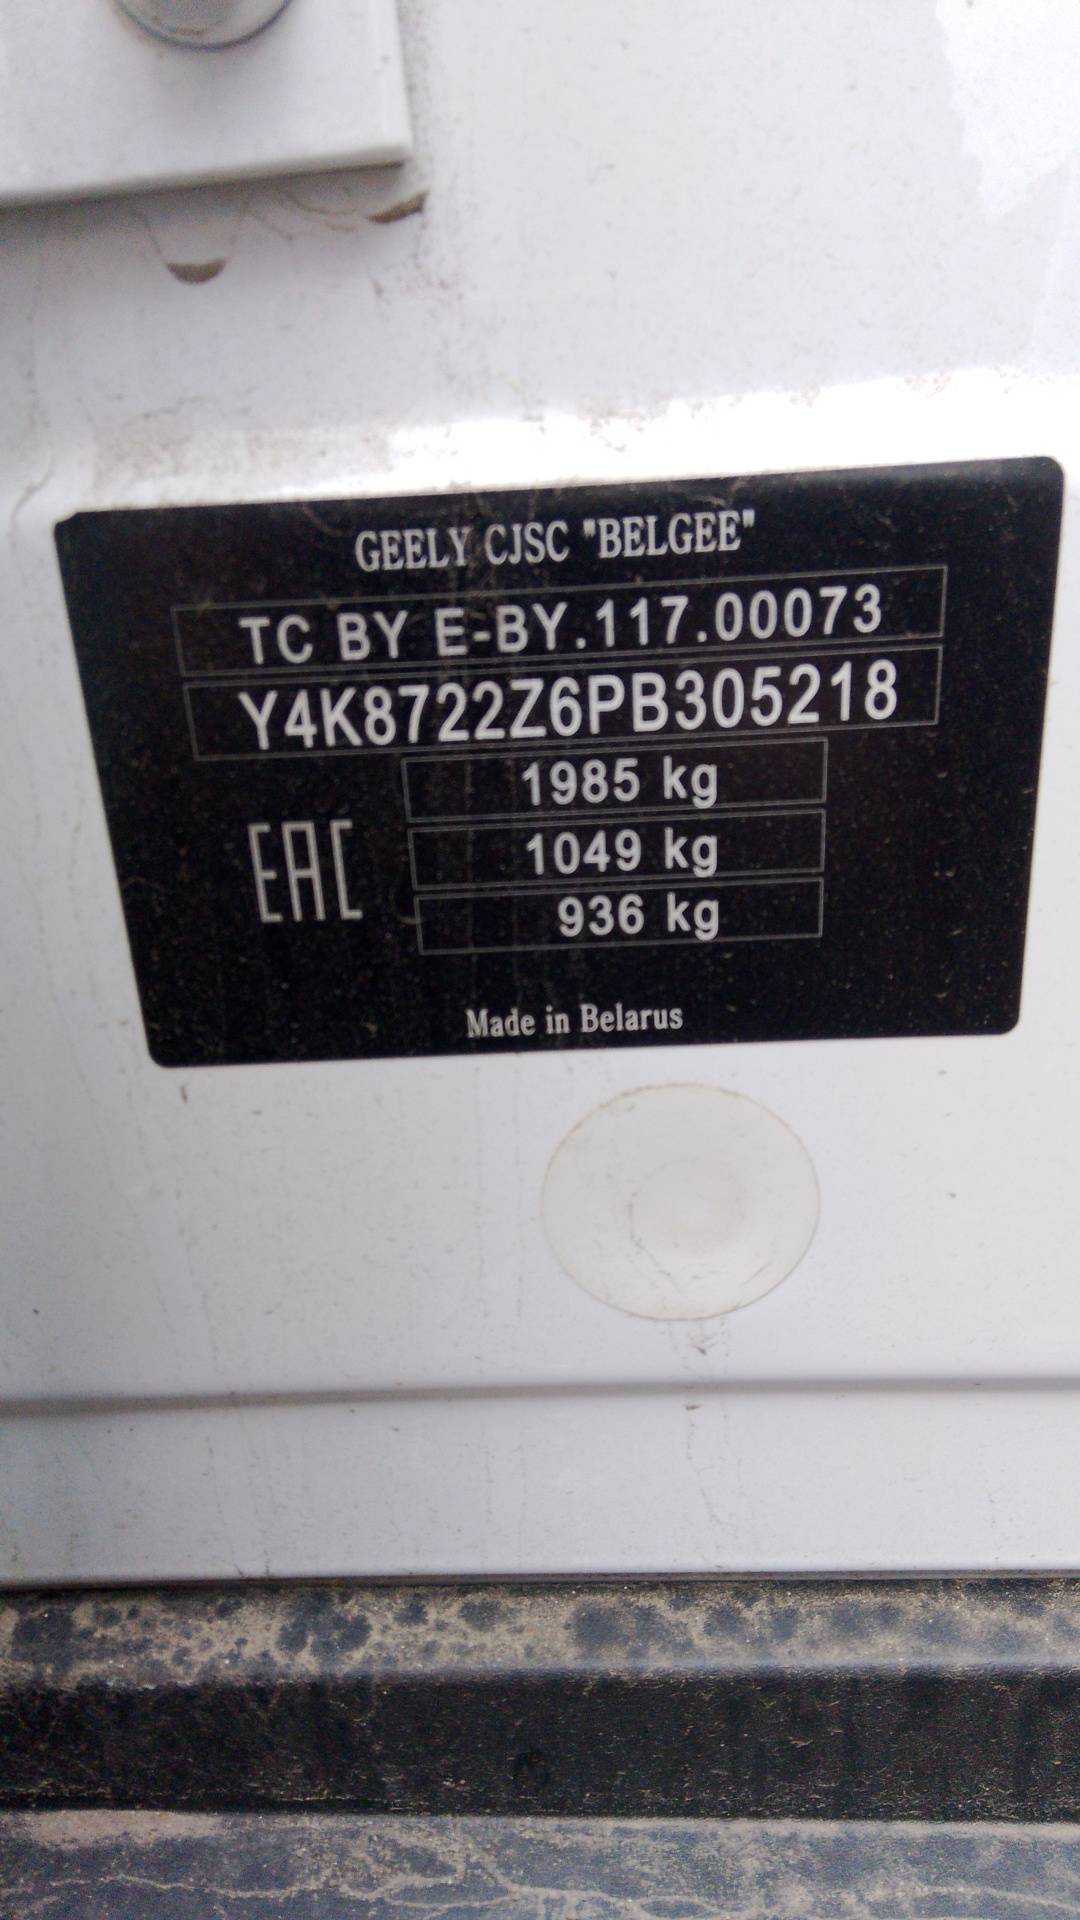 GEELY CJSC "BELGEE"
TC BY E-BY.117.00073
Y4K8722Z6PB305218
1985 kg
EAC
1049 kg
936 kg
Made in Belarus